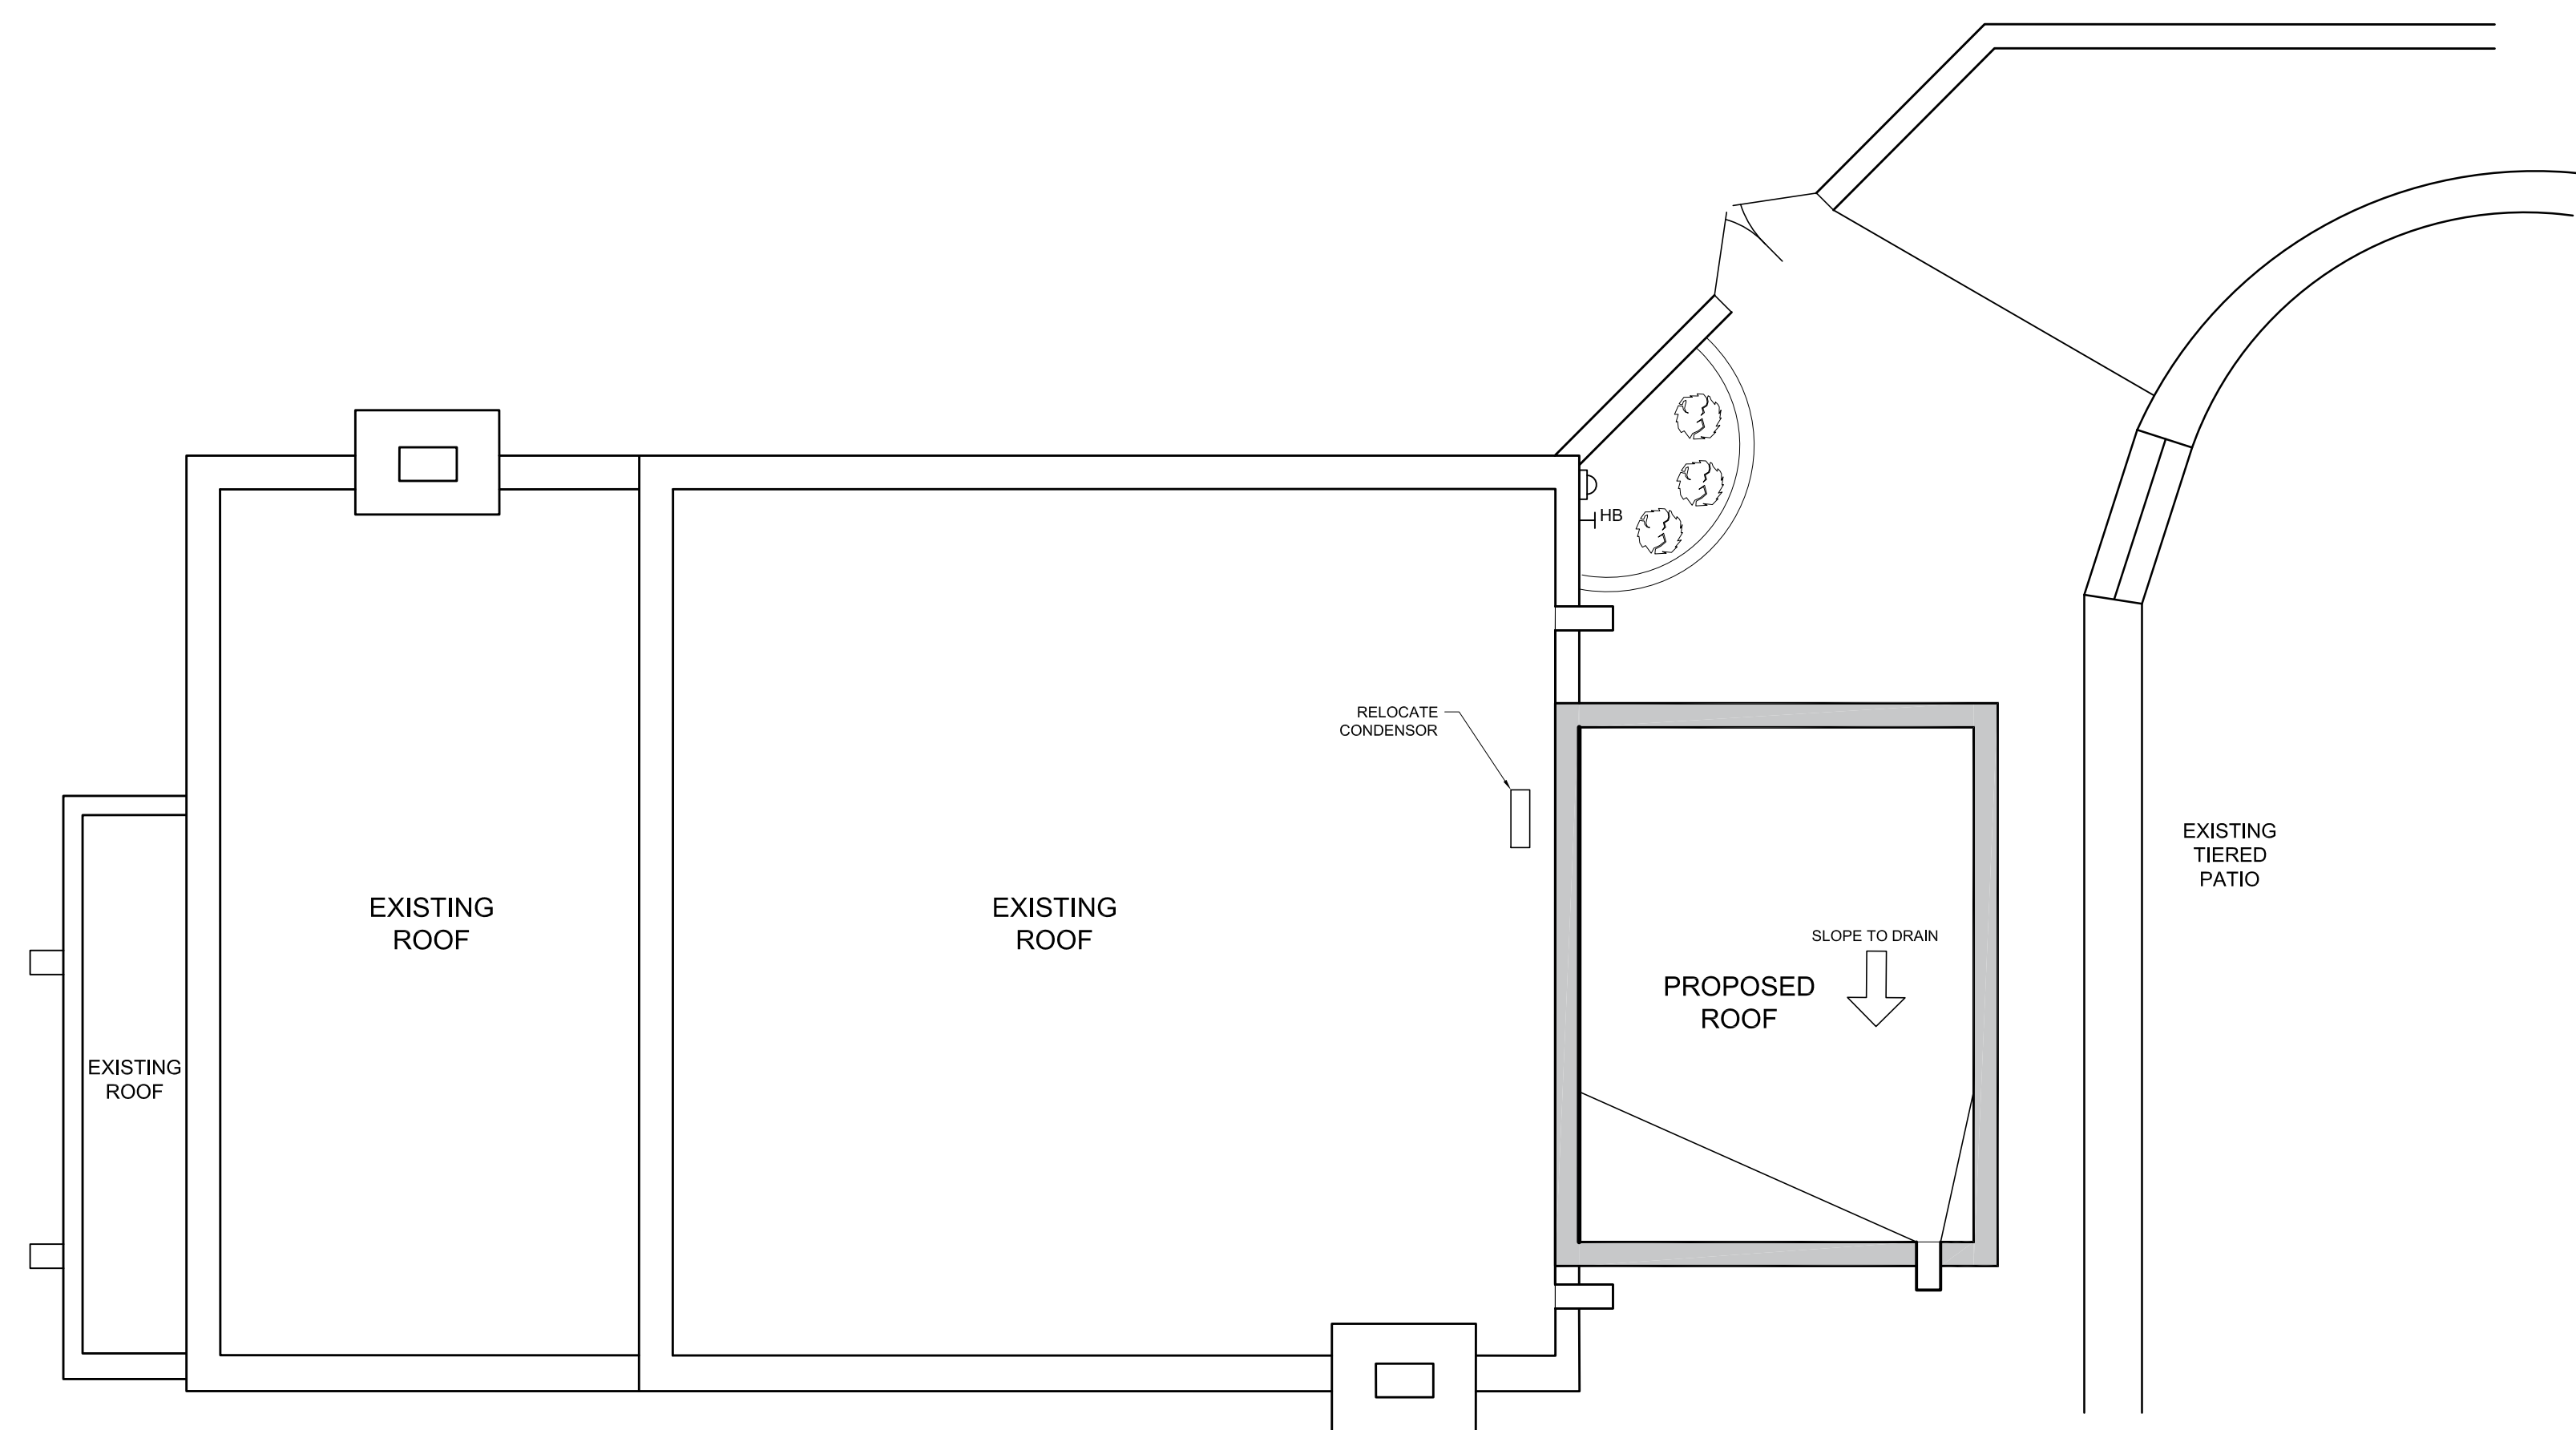 HB
RELOCATE
CONDENSOR
EXISTING
TIERED
PATIO
EXISTING
ROOF
EXISTING
ROOF
SLOPE TO DRAIN
PROPOSED
ROOF
EXISTING
ROOF